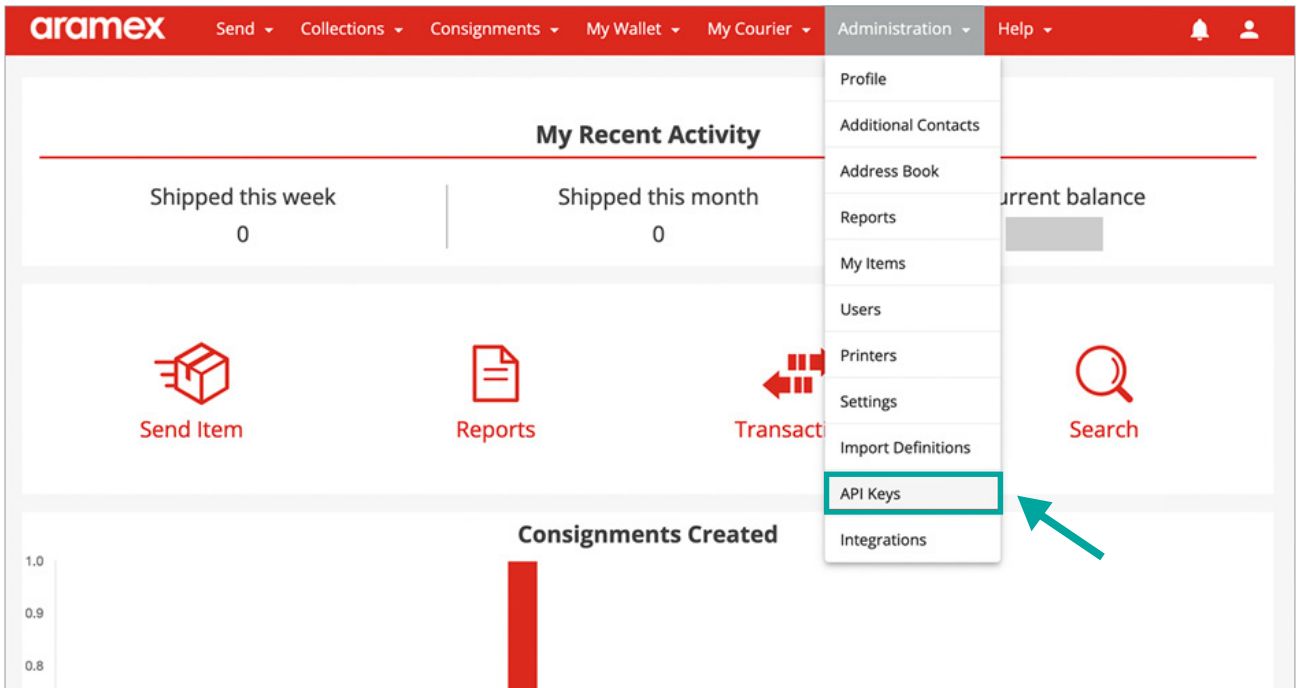 aramex Send Collections Consignments My Wallet My Courier Administration Help
Profile
Additional Contacts
Address Book
Reports
My Items
Users
Printers
Settings
Import Definitions
API Keys
Integrations
My Recent Activity
Shipped this week Shipped this month urrent balance
0 0
Send Item Reports Transacti Search
Consignments Created
1.0
0.9
0.8